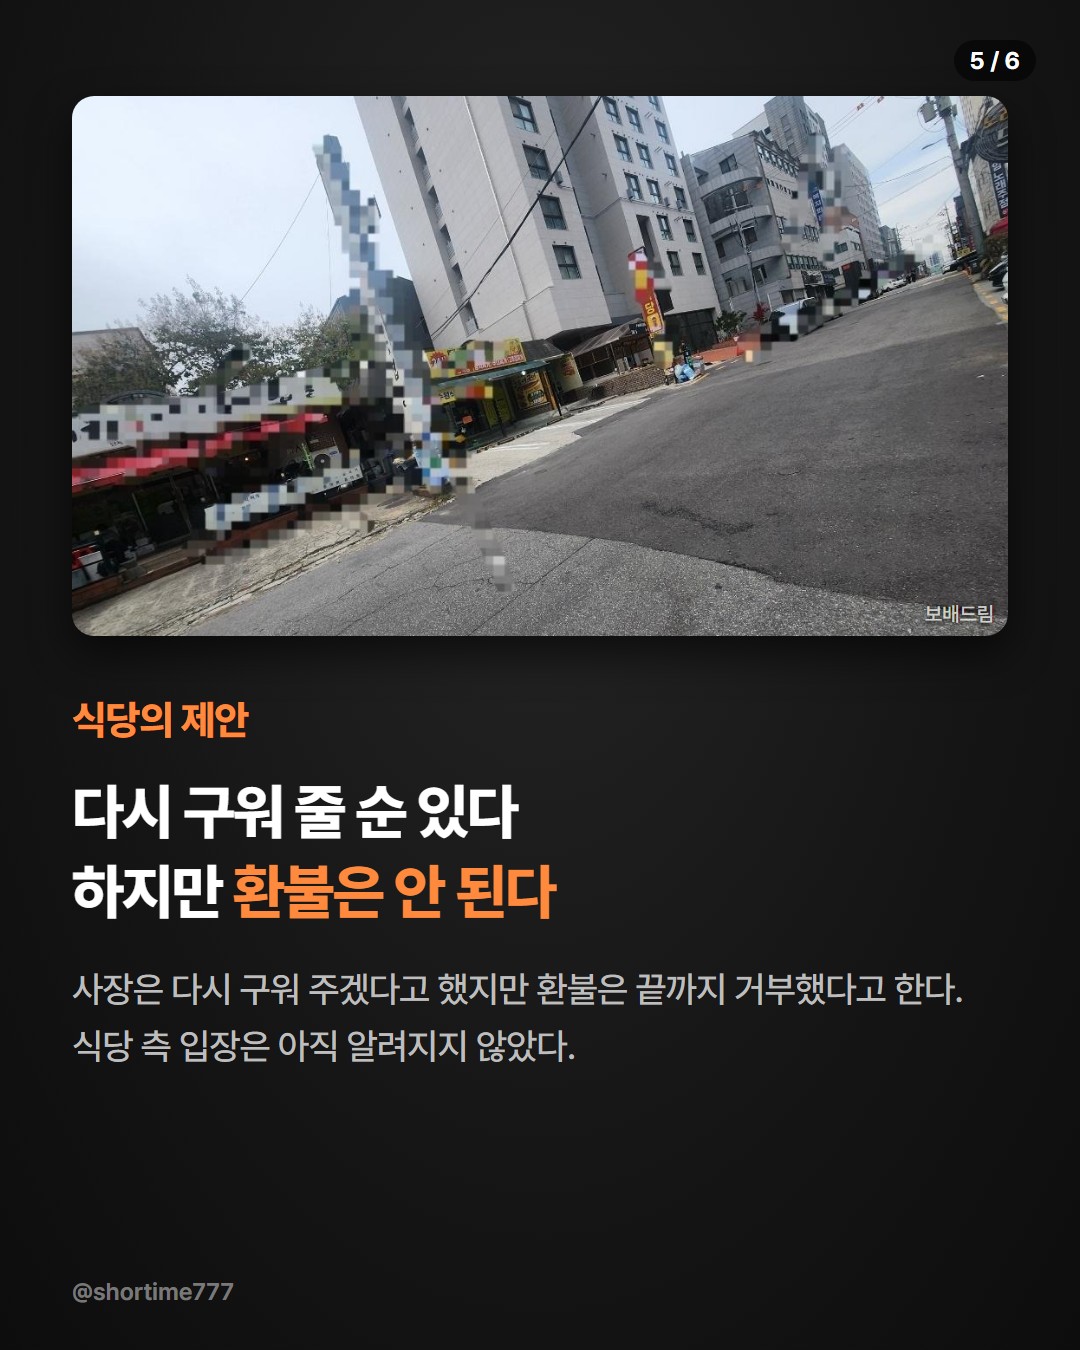 5 / 6
보배드림
식당의 제안
다시 구워 줄 순 있다
하지만 환불은 안 된다
사장은 다시 구워 주겠다고 했지만 환불은 끝까지 거부했다고 한다.
식당 측 입장은 아직 알려지지 않았다.
@shortime777